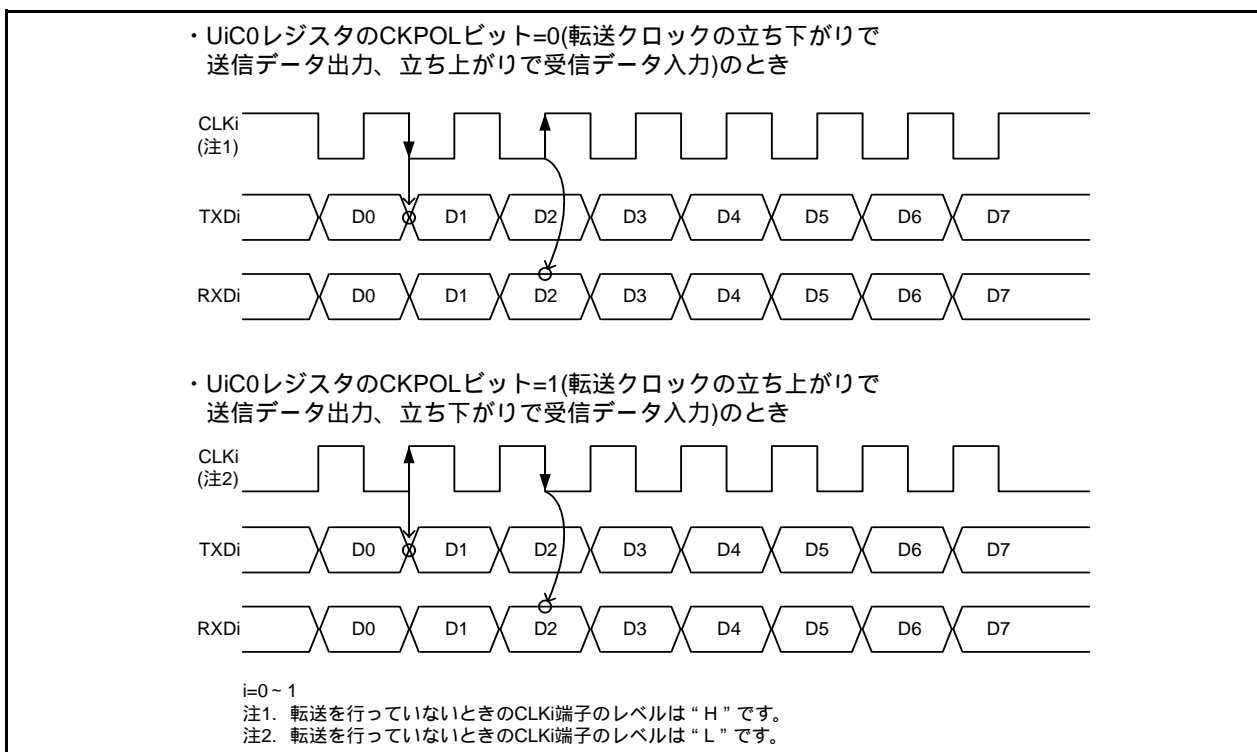 ・UiC0レジスタのCKPOLビット=0(転送クロックの立ち下がりで
送信データ出力、立ち上がりで受信データ入力)のとき
CLKi
(注1)
TXDi D0 D1 D2 D3 D4 D5 D6 D7
RXDi D0 D1 D2 D3 D4 D5 D6 D7
・UiC0レジスタのCKPOLビット=1(転送クロックの立ち上がりで
送信データ出力、立ち下がりで受信データ入力)のとき
CLKi
(注2)
TXDi D0 D1 D2 D3 D4 D5 D6 D7
RXDi D0 D1 D2 D3 D4 D5 D6 D7
i=0~1
注1. 転送を行っていないときのCLKi端子のレベルは“H”です。
注2. 転送を行っていないときのCLKi端子のレベルは“L”です。